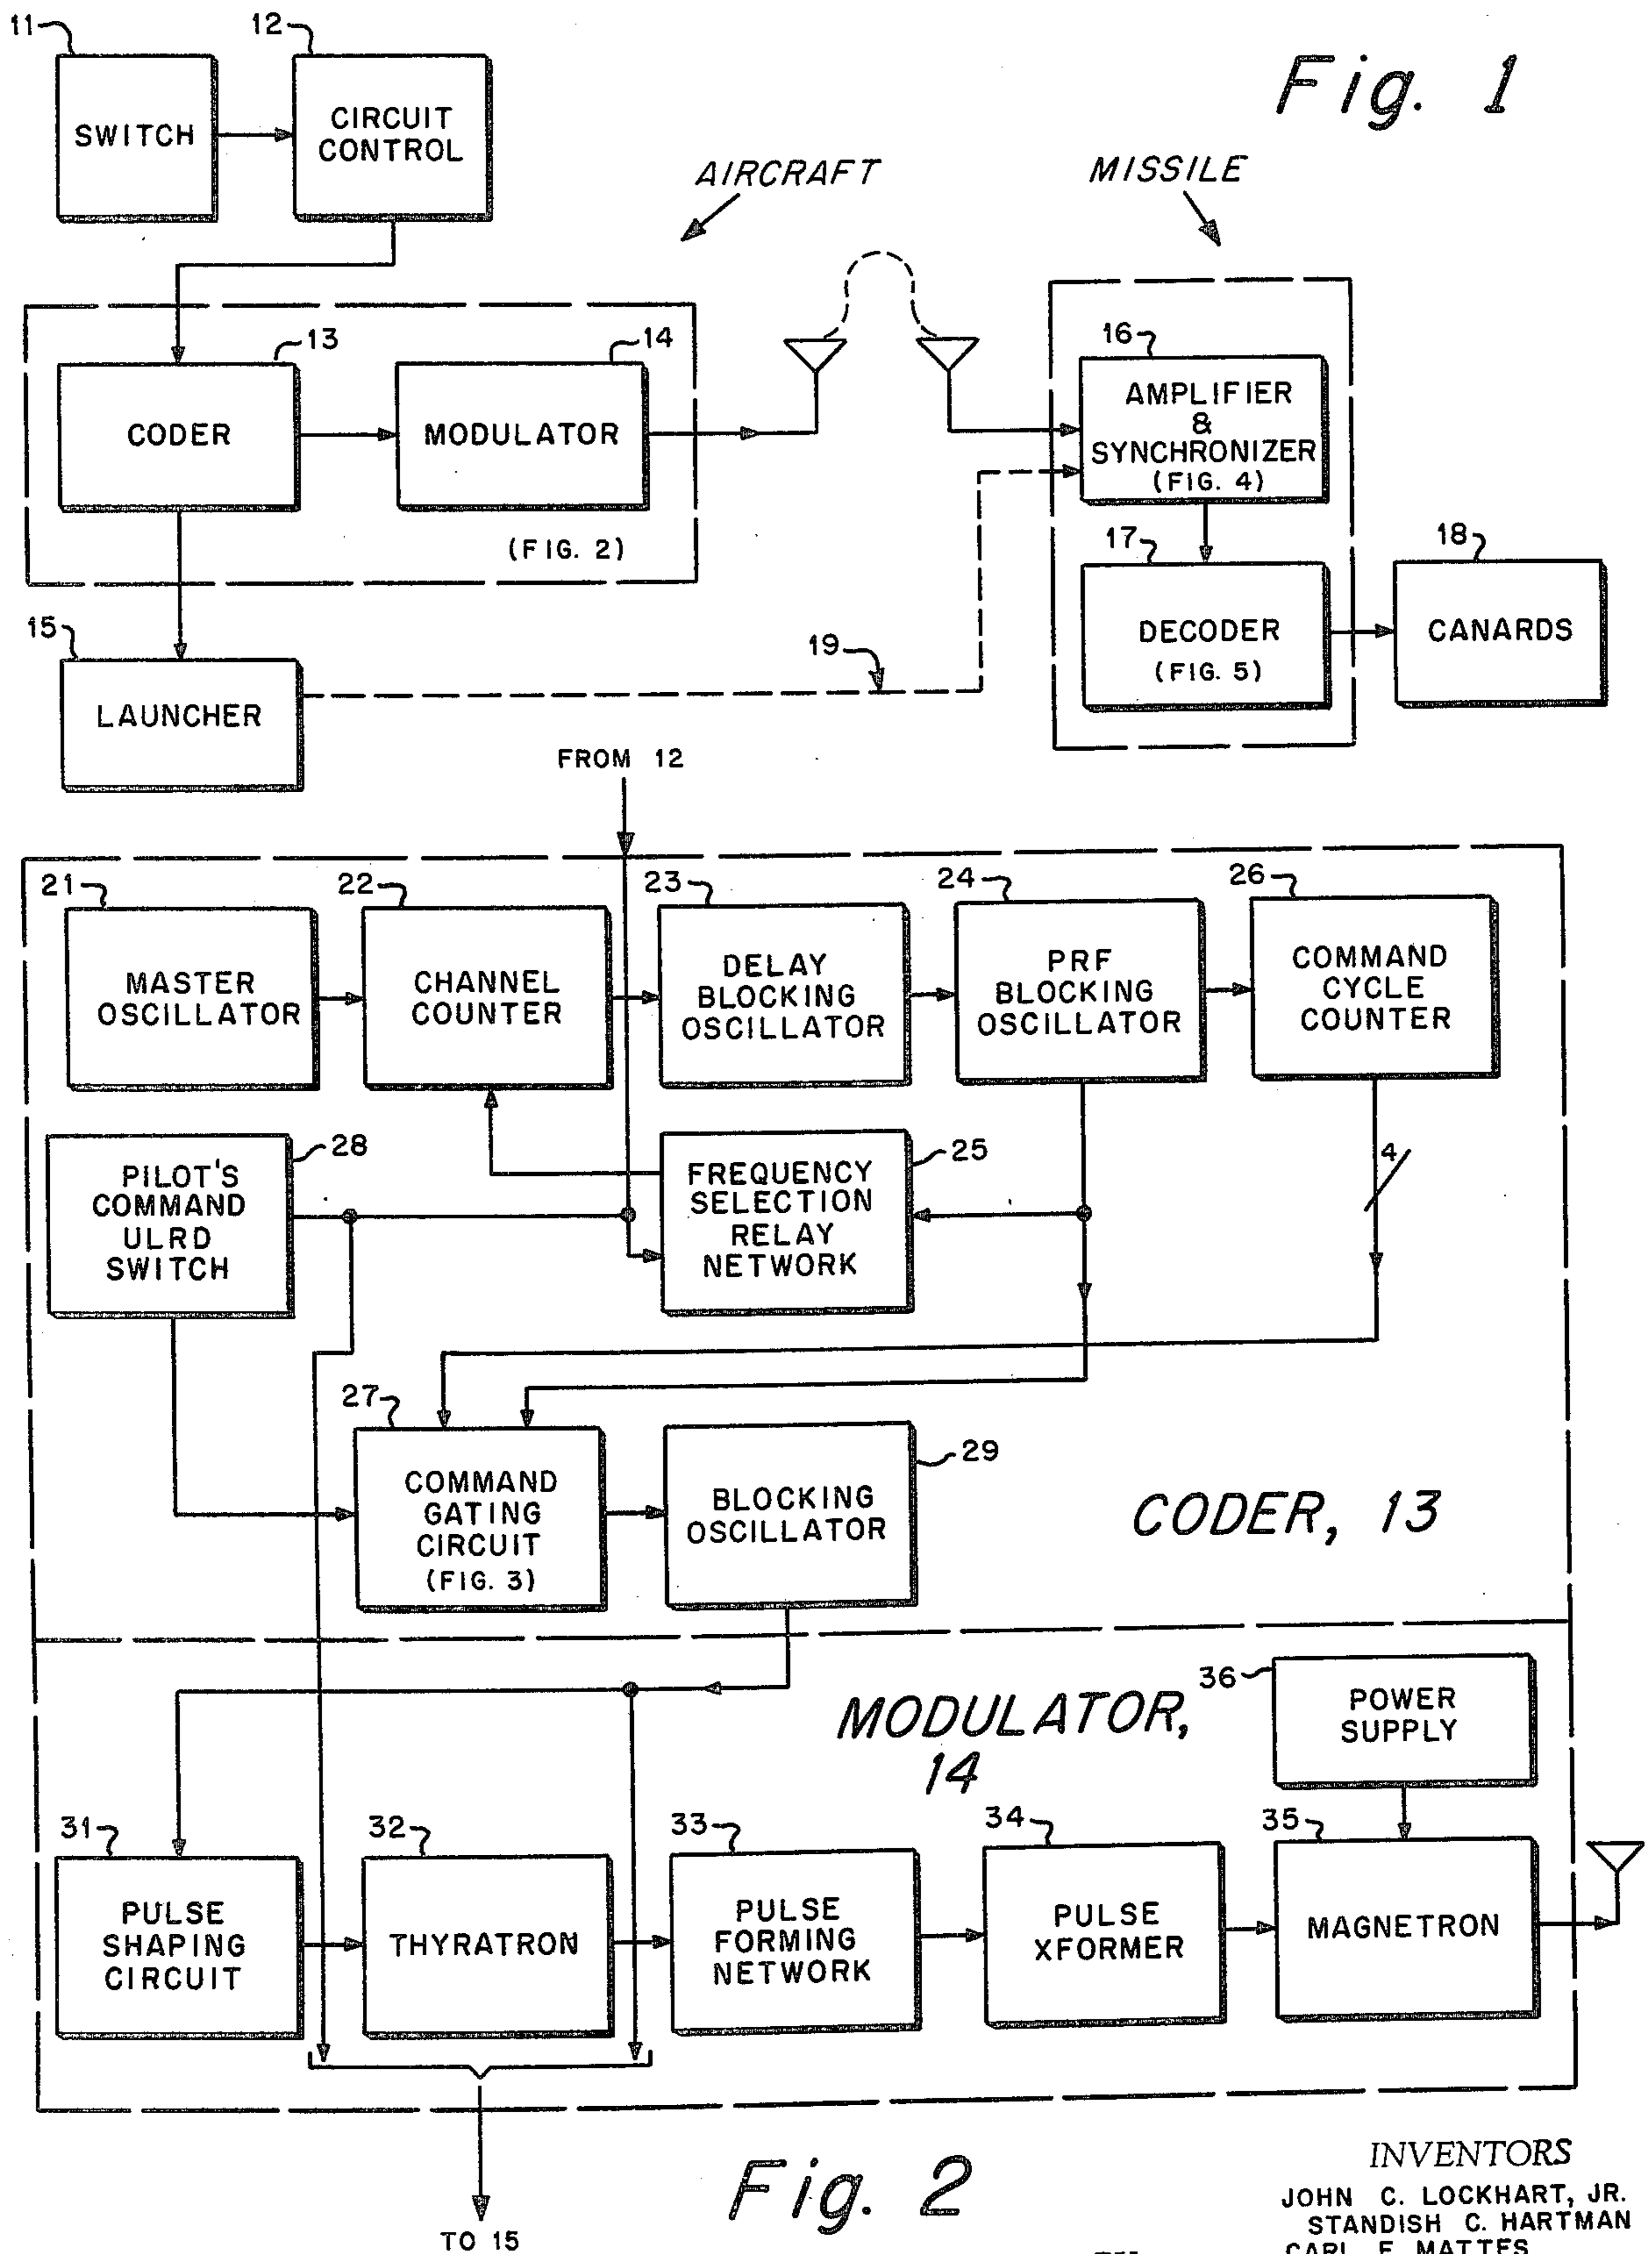 11
12
Fig. 1
SWITCH
CIRCUIT
CONTROL
AIRCRAFT
MISSILE
13
14
16
CODER
MODULATOR
AMPLIFIER
&
SYNCHRONIZER
(FIG. 4)
(FIG. 2)
17
18
15
19
DECODER
(FIG. 5)
CANARDS
LAUNCHER
FROM 12
21
22
23
24
26
MASTER
OSCILLATOR
CHANNEL
COUNTER
DELAY
BLOCKING
OSCILLATOR
PRF
BLOCKING
OSCILLATOR
COMMAND
CYCLE
COUNTER
28
25
4
PILOT'S
COMMAND
ULRD
SWITCH
FREQUENCY
SELECTION
RELAY
NETWORK
27
29
COMMAND
GATING
CIRCUIT
(FIG. 3)
BLOCKING
OSCILLATOR
CODER, 13
MODULATOR,
14
36
POWER
SUPPLY
31
32
33
34
35
PULSE
SHAPING
CIRCUIT
THYRATRON
PULSE
FORMING
NETWORK
PULSE
XFORMER
MAGNETRON
TO 15
Fig. 2
INVENTORS
JOHN C. LOCKHART, JR.
STANDISH C. HARTMAN
CARL F. MATTES